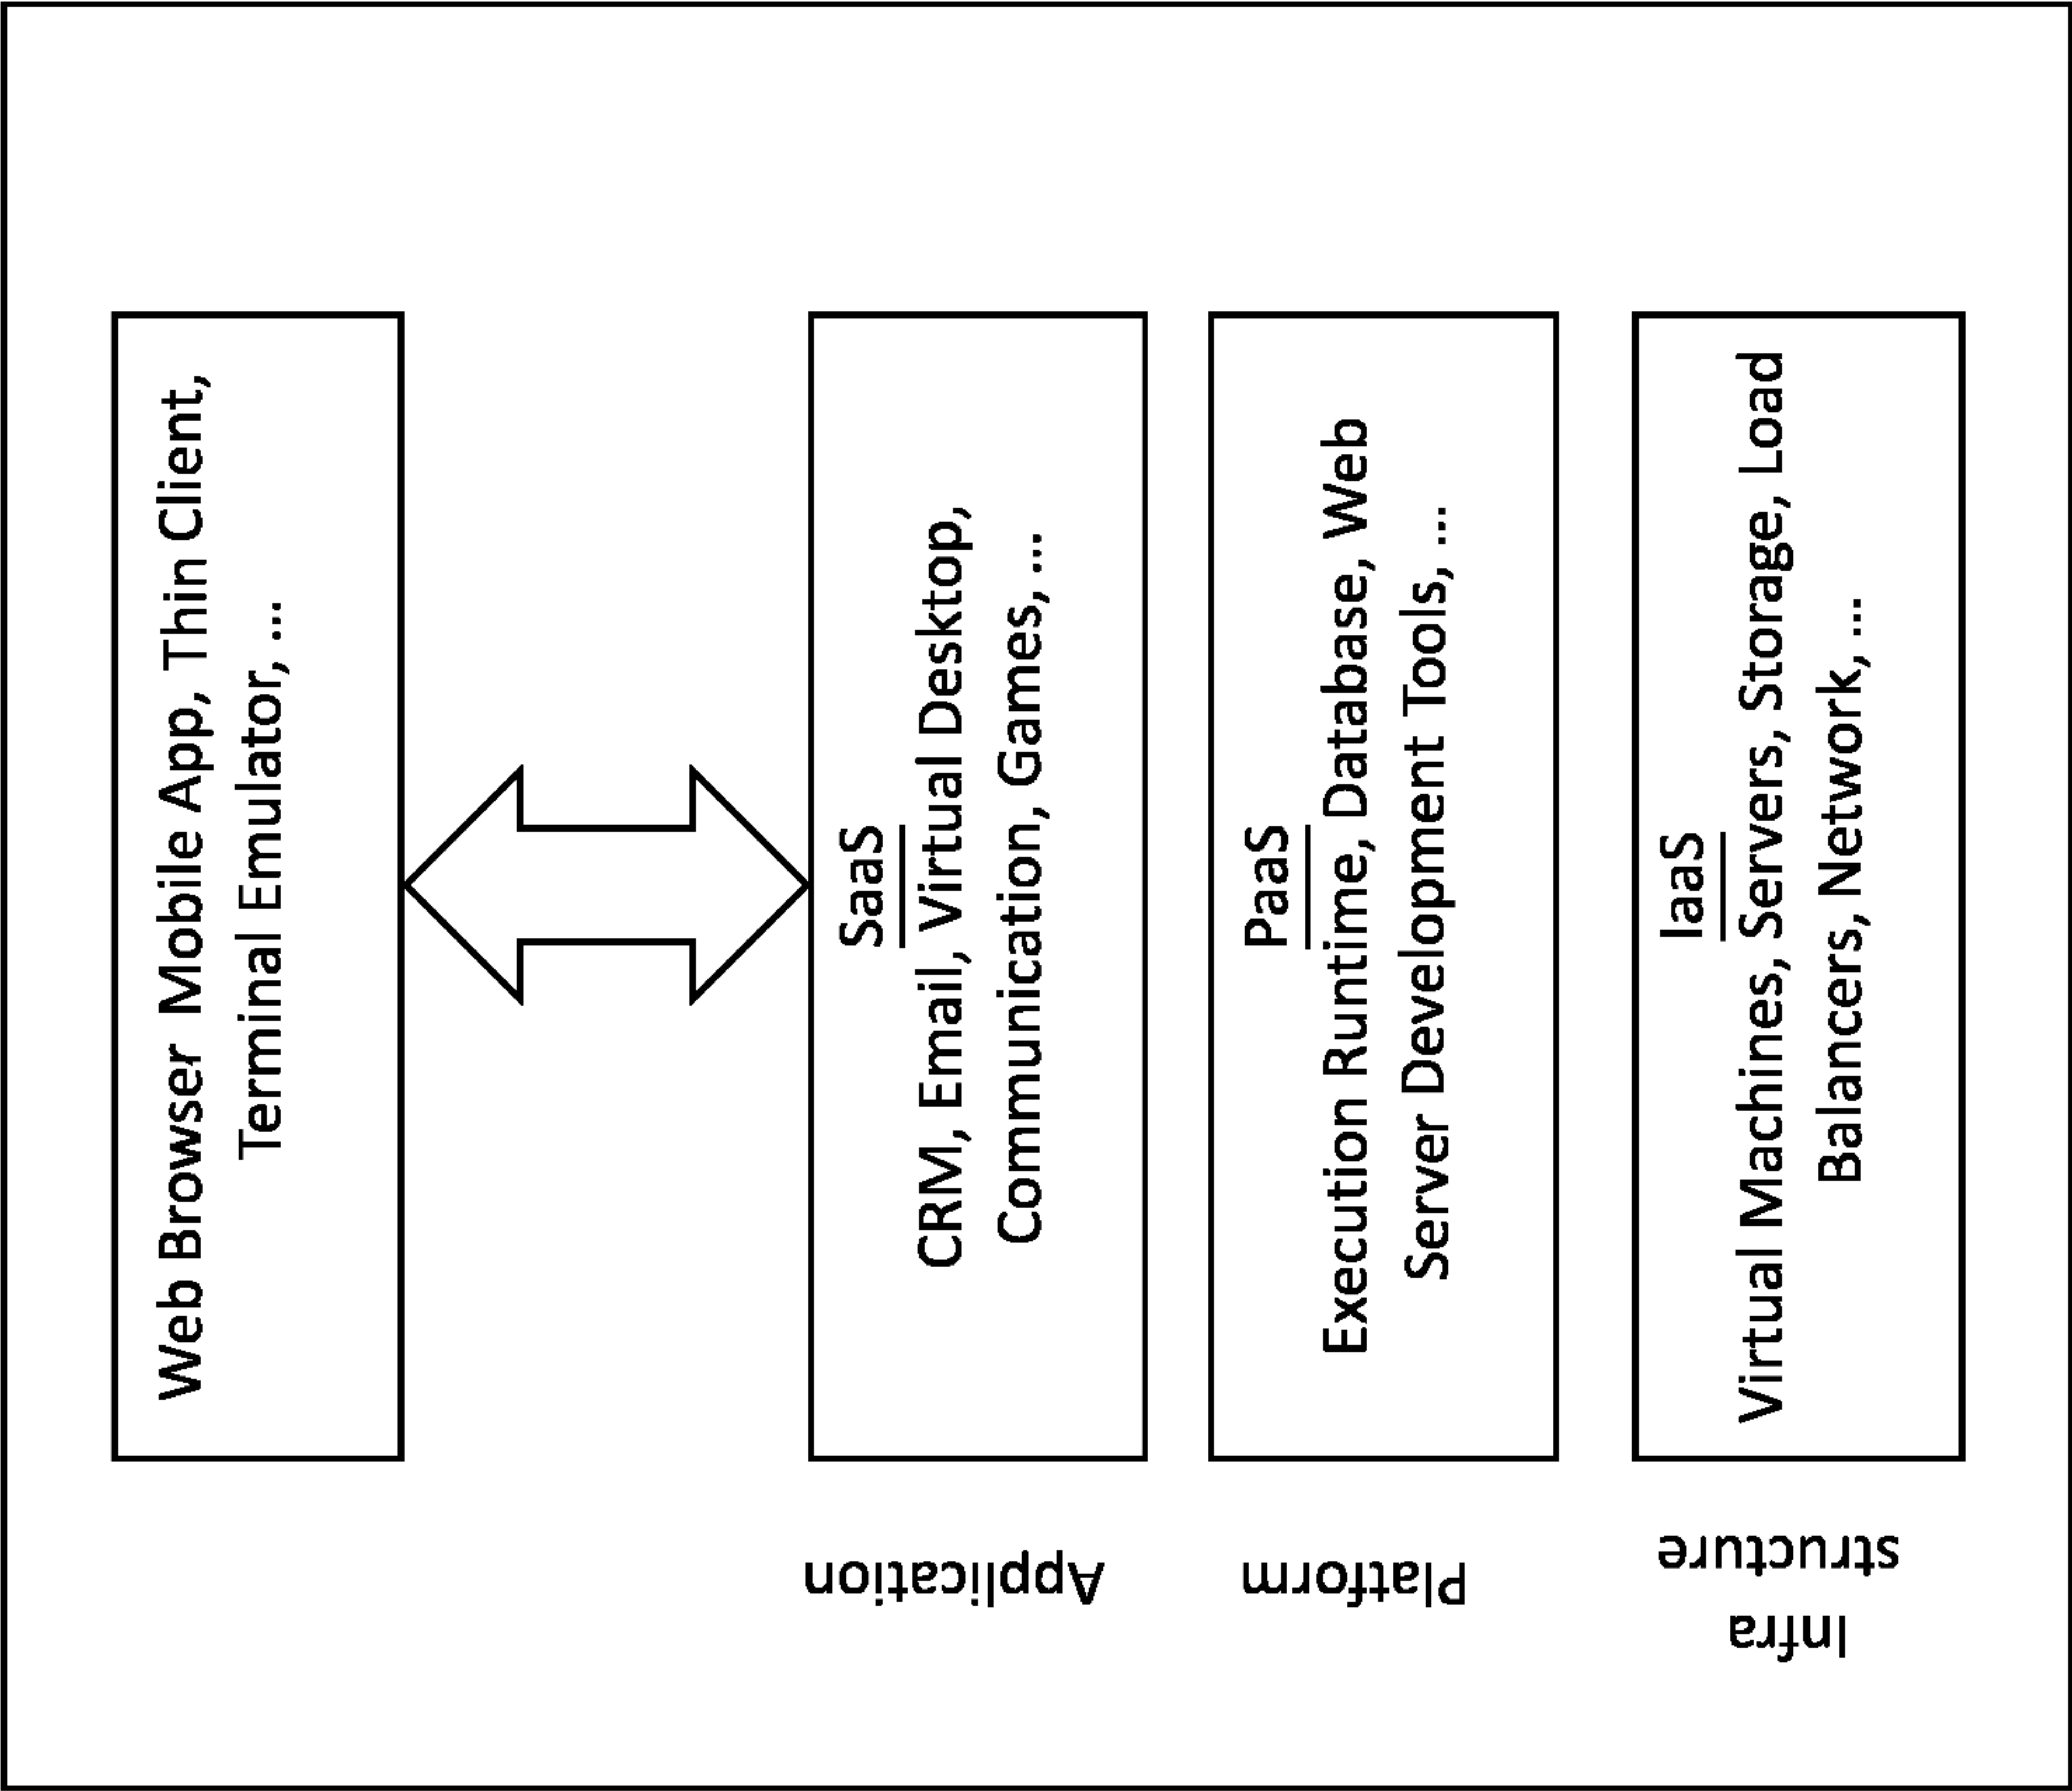 Web Browser Mobile App, Thin Client,
Terminal Emulator, ...
Application
SaaS
CRM, Email, Virtual Desktop,
Communication, Games, ...
Platform
PaaS
Execution Runtime, Database, Web
Server Development Tools, ...
Infra
structure
IaaS
Virtual Machines, Servers, Storage, Load
Balancers, Network, ...